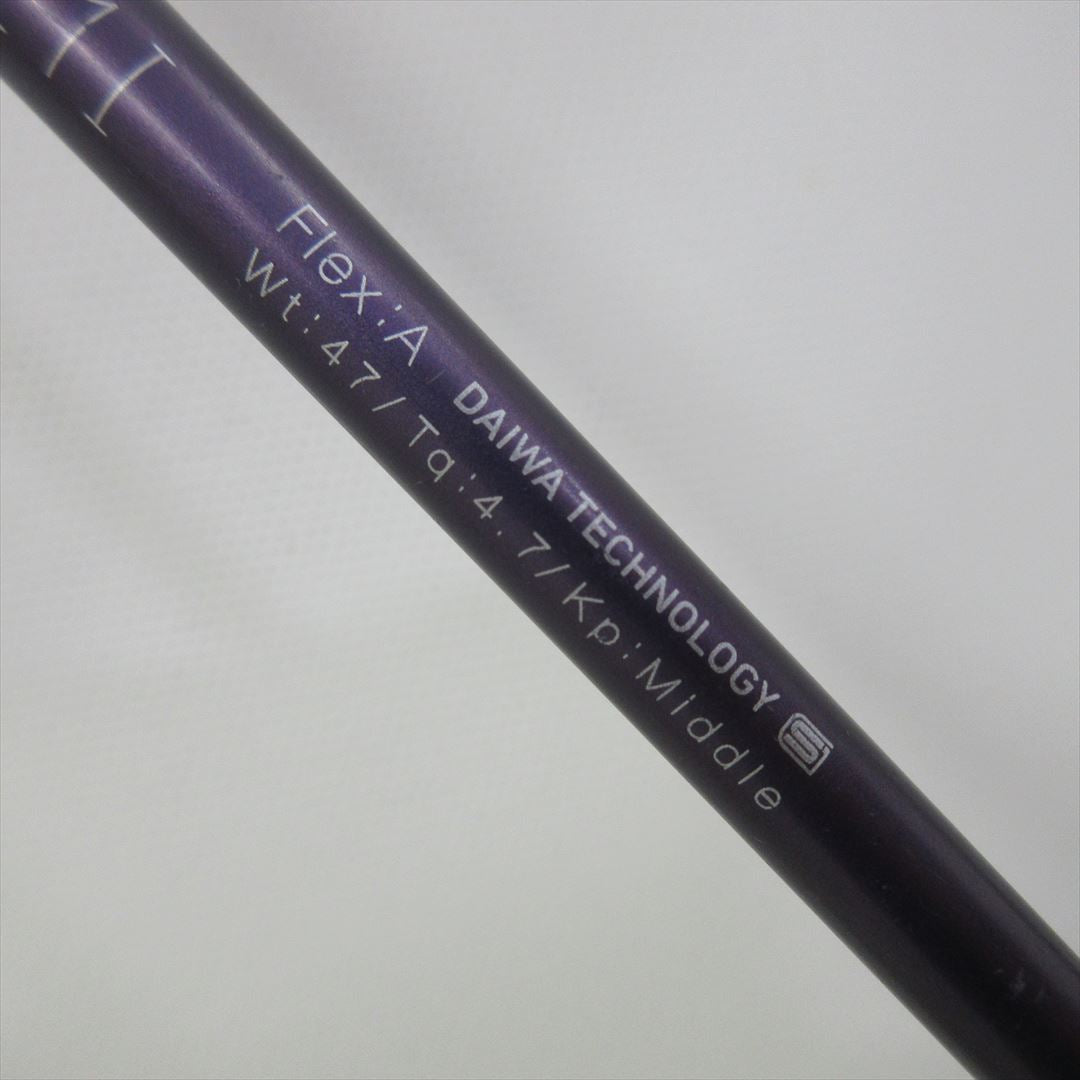 Flex:A DAIWA TECHNOLOGY
Wt:47/Tq:4.7/Kp:Middle